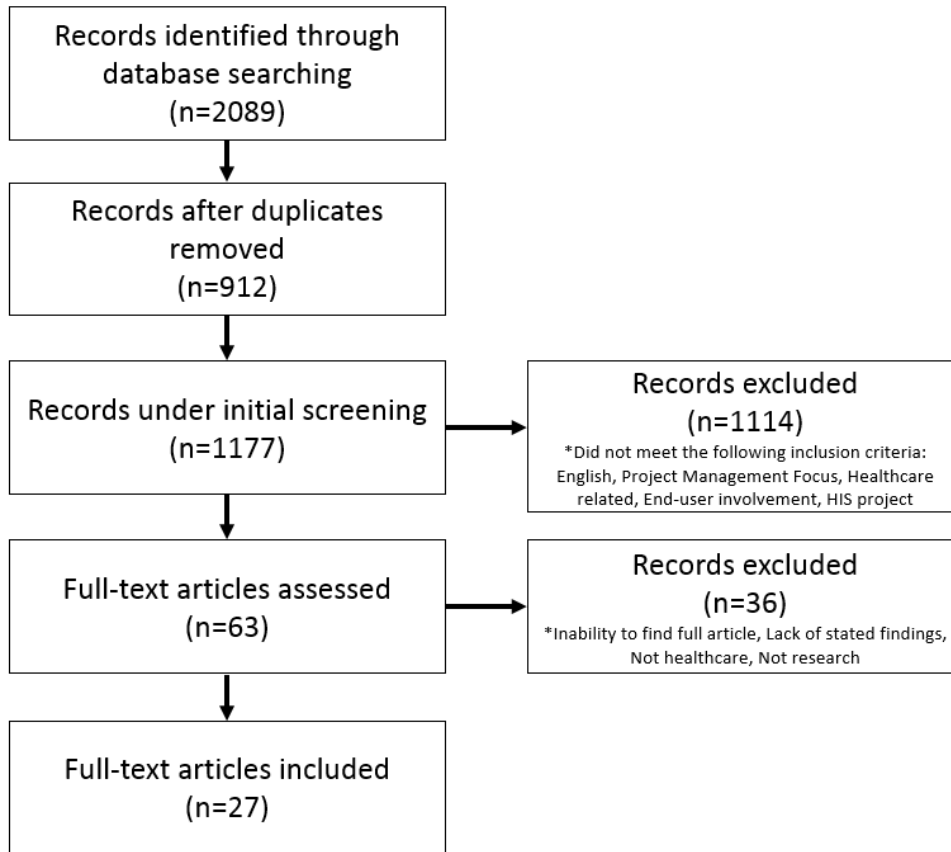 Records identified through
database searching
(n=2089)
Records after duplicates
removed
(n=912)
Records under initial screening
(n=1177)
Records excluded
(n=1114)
*Did not meet the following inclusion criteria:
English, Project Management Focus, Healthcare
related, End-user involvement, HIS project
Full-text articles assessed
(n=63)
Records excluded
(n=36)
*Inability to find full article, Lack of stated findings,
Not healthcare, Not research
Full-text articles included
(n=27)